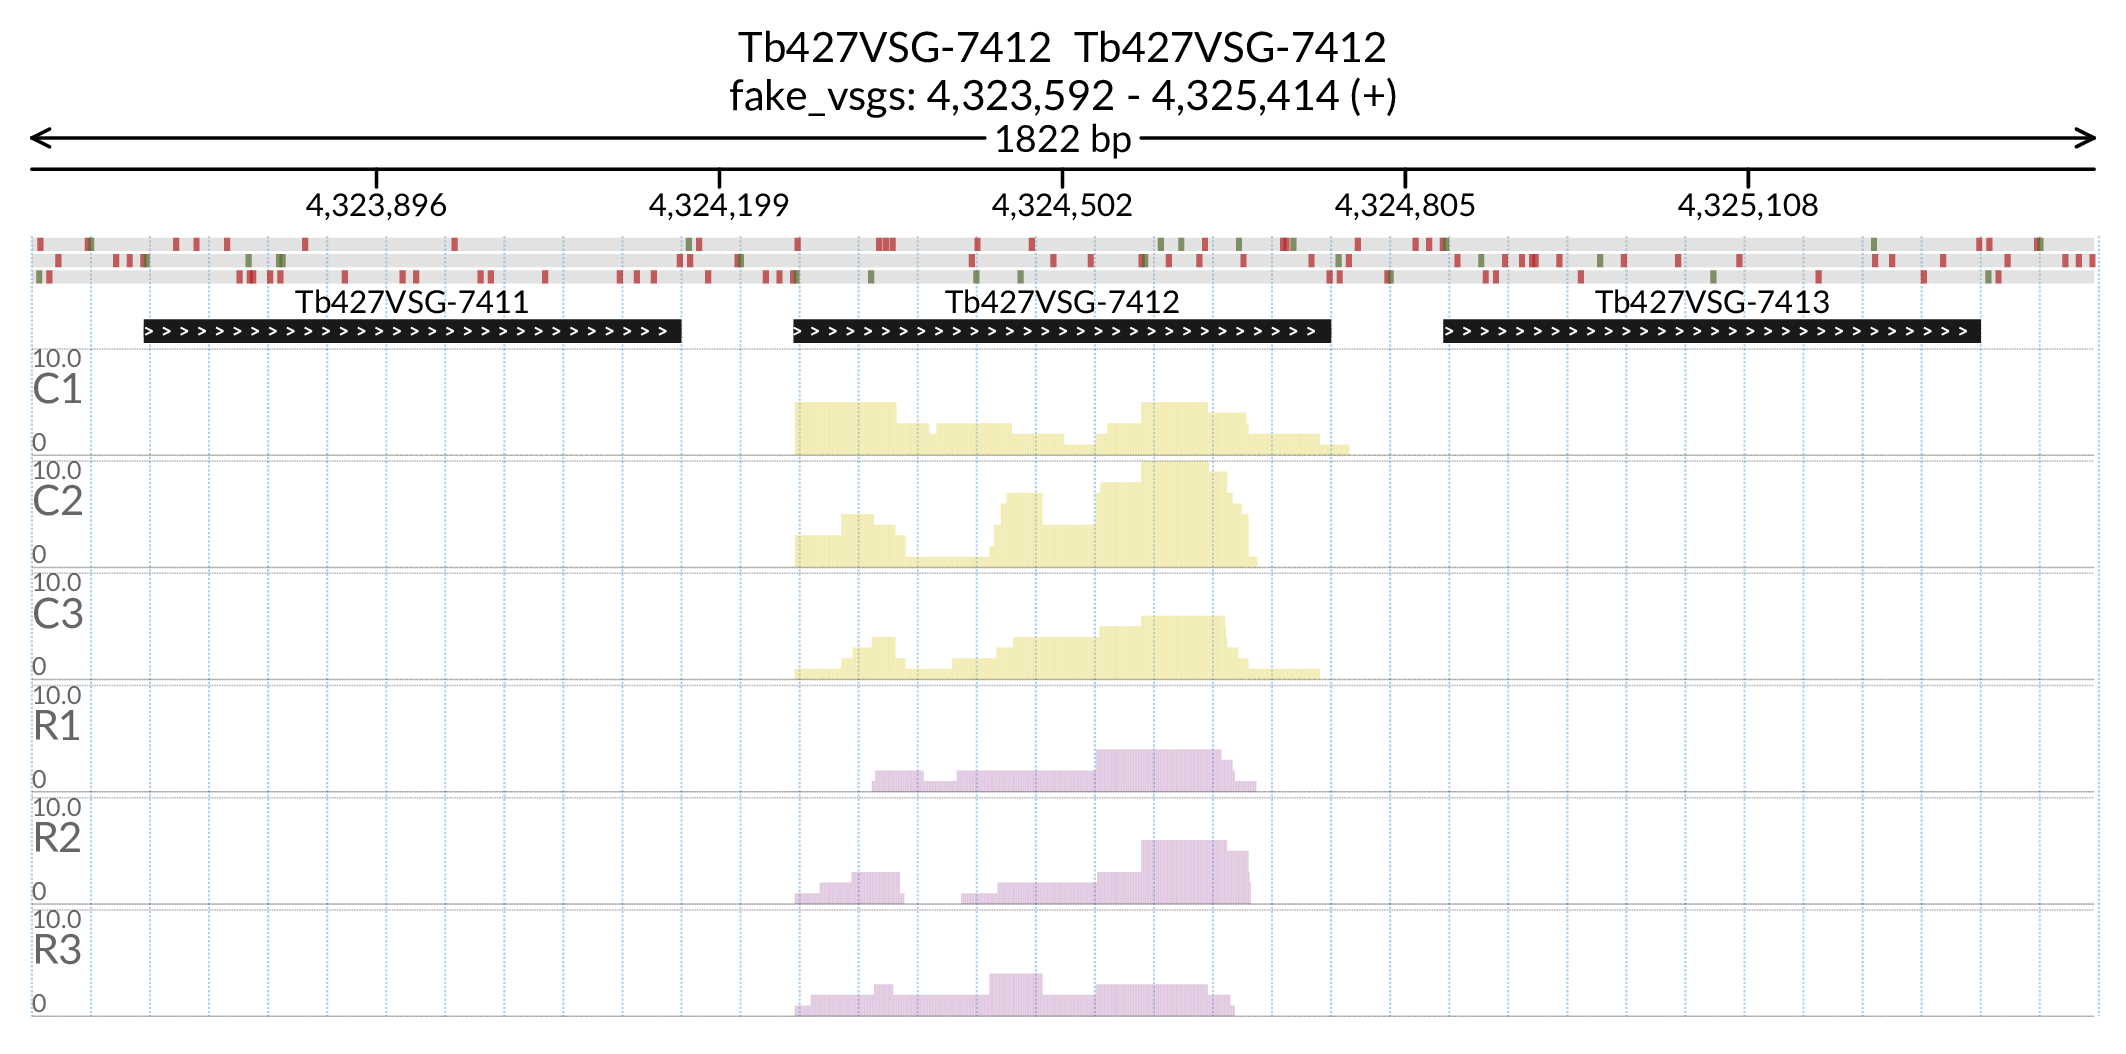 Tb427VSG-7412  Tb427VSG-7412
fake_vsgs: 4,323,592 - 4,325,414 (+)
1822 bp
4,323,896 4,324,199 4,324,502 4,324,805 4,325,108
Tb427VSG-7411 Tb427VSG-7412 Tb427VSG-7413
10.0
C1
0
10.0
C2
0
10.0
C3
0
10.0
R1
0
10.0
R2
0
10.0
R3
0